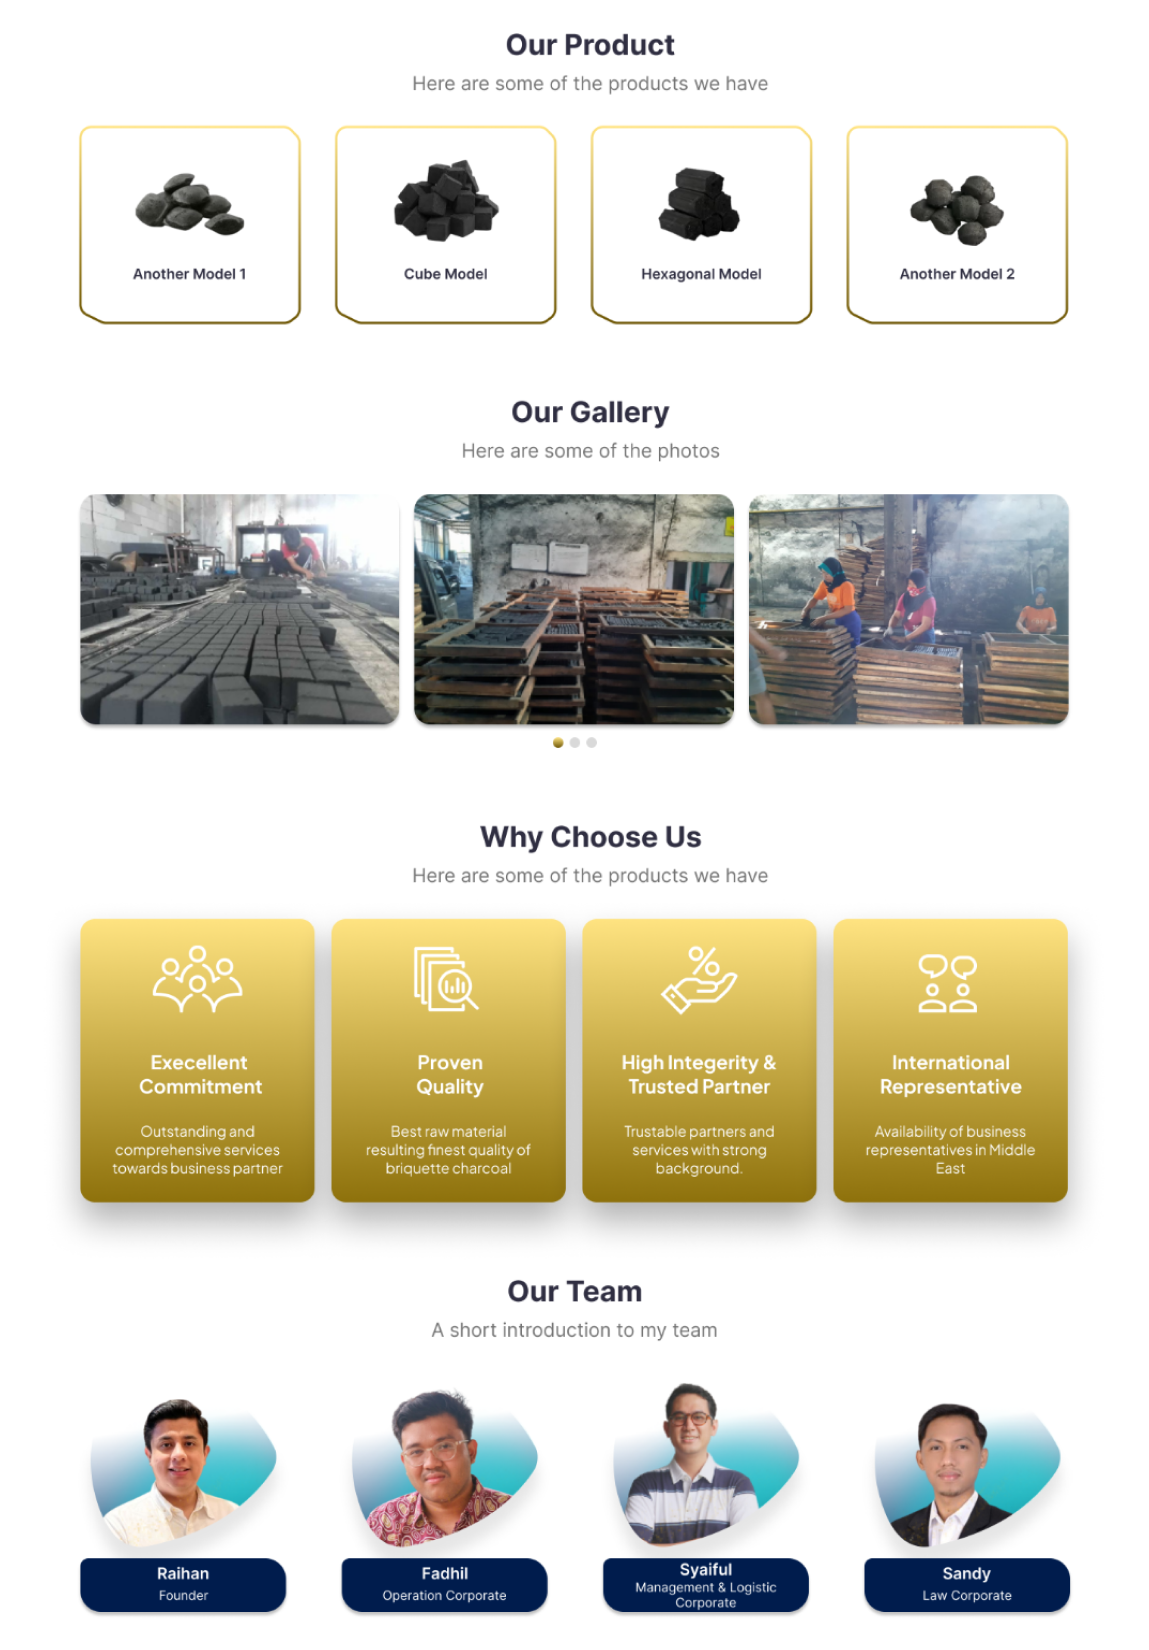 Our Product
Here are some of the products we have
Another Model 1
Cube Model
Hexagonal Model
Another Model 2
Our Gallery
Here are some of the photos
Why Choose Us
Here are some of the products we have
Execellent
Commitment
Outstanding and
comprehensive services
towards business partner
Proven
Quality
Best raw material
resulting finest quality of
briquette charcoal
High Integerity &
Trusted Partner
Trustable partners and
services with strong
background.
International
Representative
Availability of business
representatives in Middle
East
Our Team
A short introduction to my team
Raihan
Founder
Fadhil
Operation Corporate
Syaiful
Management & Logistic
Corporate
Sandy
Law Corporate